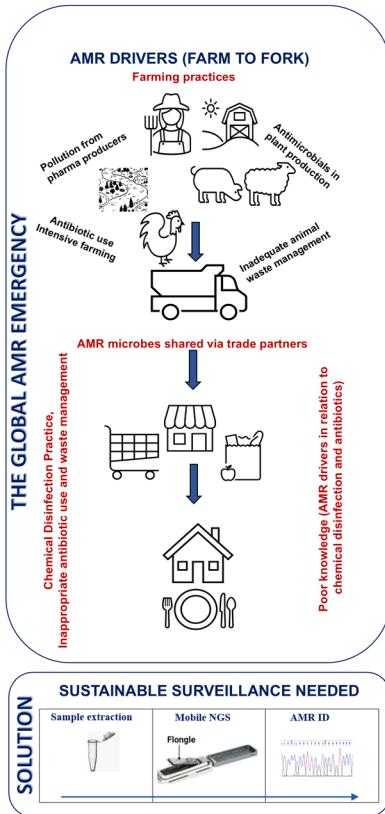 THE GLOBAL AMR EMERGENCY
AMR DRIVERS (FARM TO FORK)
Farming practices
Pollution from
pharma producers
Antimicrobials in
plant production
Antibiotic use
Intensive farming
Inadequate animal
waste management
AMR microbes shared via trade partners
Chemical Disinfection Practice,
Inappropriate antibiotic use and waste management
Poor knowledge (AMR drivers in relation to
chemical disinfection and antibiotics)
SOLUTION
SUSTAINABLE SURVEILLANCE NEEDED
Sample extraction
Mobile NGS
AMR ID
Flongle